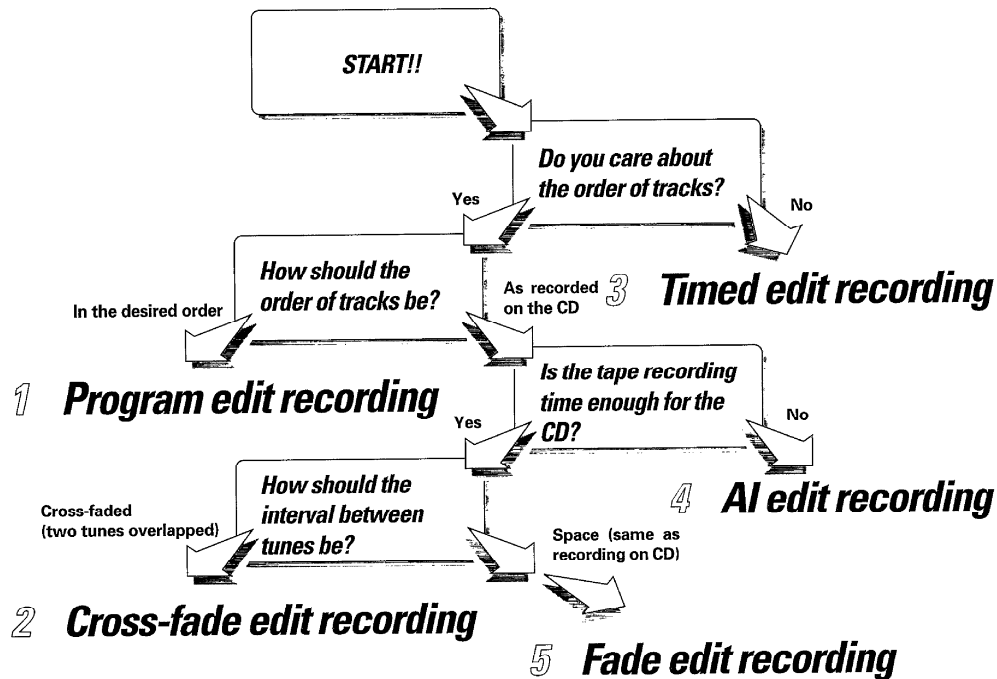 START!!
Do you care about
the order of tracks?
Yes
No
How should the
order of tracks be?
In the desired order
As recorded
on the CD
3 Timed edit recording
1 Program edit recording
Is the tape recording
time enough for the
CD?
Yes
No
How should the
interval between
tunes be?
Cross-faded
(two tunes overlapped)
4 AI edit recording
Space (same as
recording on CD)
2 Cross-fade edit recording
5 Fade edit recording